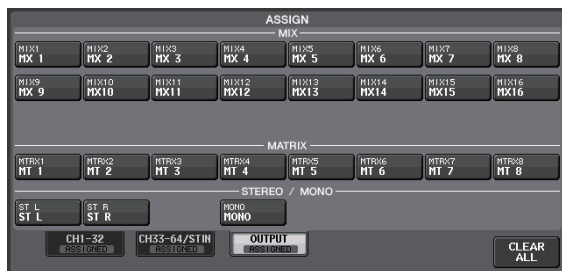 ASSIGN
MIX
MIX1 MIX2 MIX3 MIX4 MIX5 MIX6 MIX7 MIX8
MX 1 MX 2 MX 3 MX 4 MX 5 MX 6 MX 7 MX 8
MIX9 MIX10 MIX11 MIX12 MIX13 MIX14 MIX15 MIX16
MX 9 MX10 MX11 MX12 MX13 MX14 MX15 MX16
MATRIX
MTRX1 MTRX2 MTRX3 MTRX4 MTRX5 MTRX6 MTRX7 MTRX8
MT 1 MT 2 MT 3 MT 4 MT 5 MT 6 MT 7 MT 8
STEREO / MONO
ST L ST R MONO
ST L ST R MONO
CH1-32 CH33-64/STIN OUTPUT
ASSIGNED ASSIGNED ASSIGNED
CLEAR
ALL